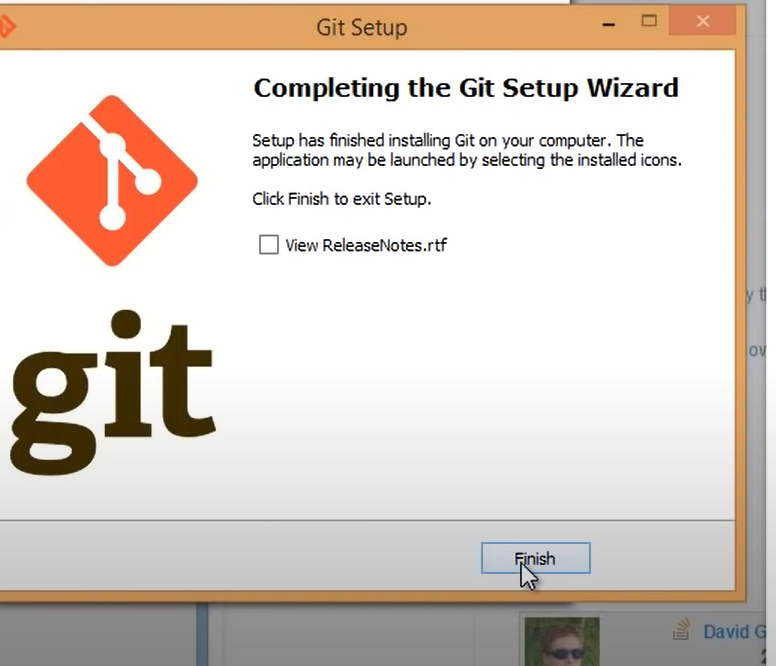 Git Setup
Completing the Git Setup Wizard
Setup has finished installing Git on your computer. The
application may be launched by selecting the installed icons.
Click Finish to exit Setup.
View ReleaseNotes.rtf
git
Finish
David G